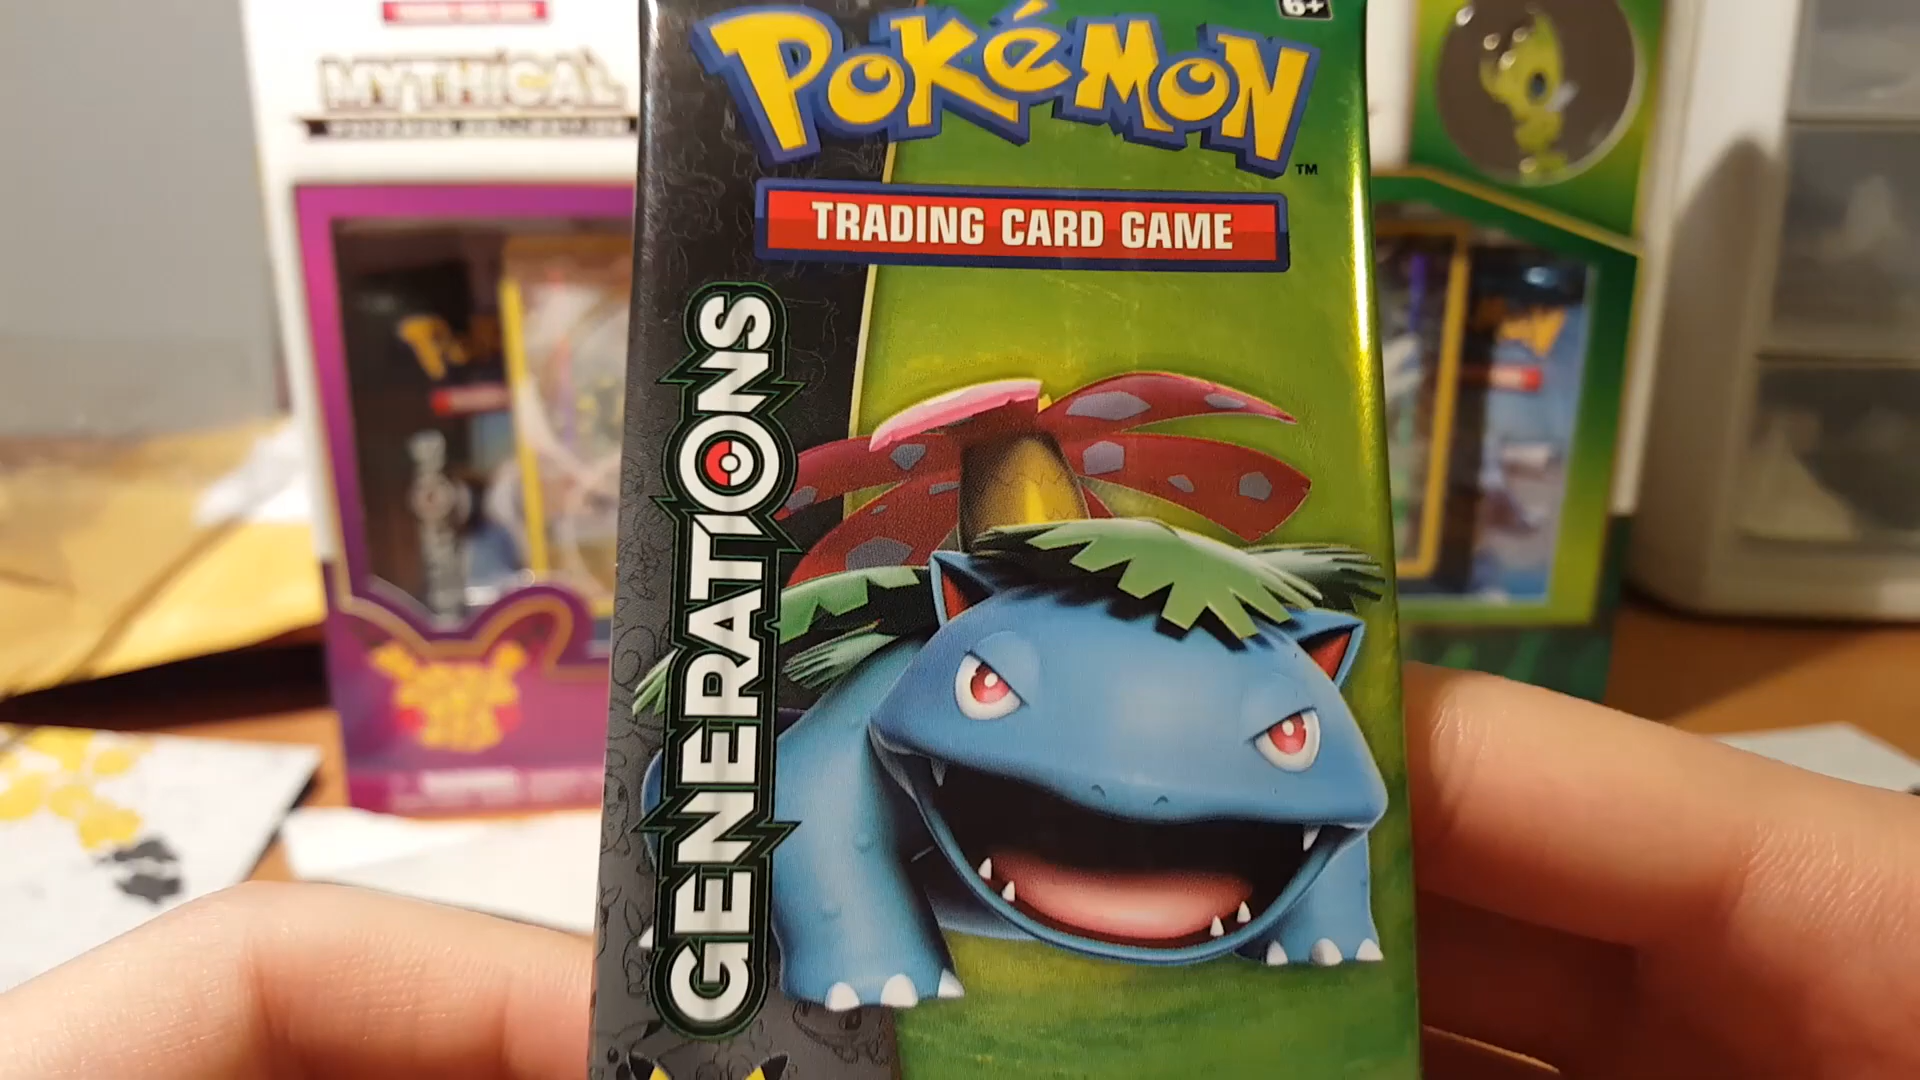 6+
POKéMON
TM
TRADING CARD GAME
GENERATIONS
MYTHICAL